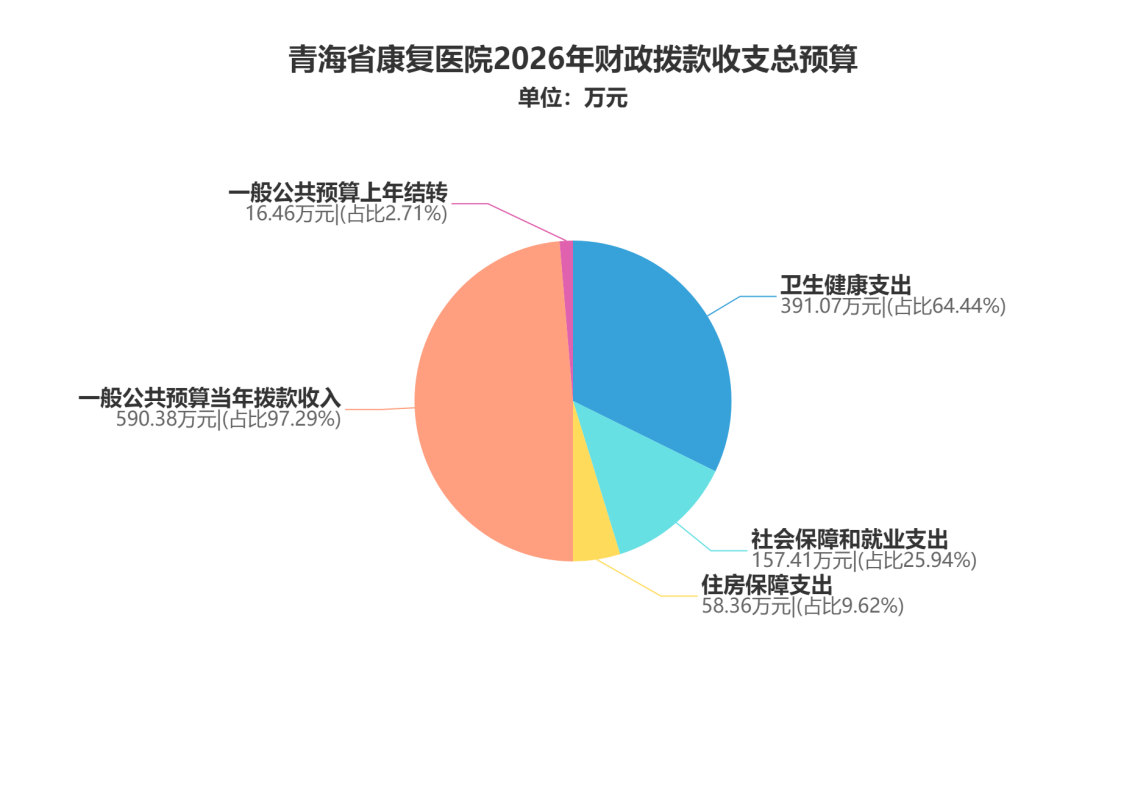 青海省康复医院2026年财政拨款收支总预算
单位：万元
一般公共预算上年结转
16.46万元|(占比2.71%)
卫生健康支出
391.07万元|(占比64.44%)
一般公共预算当年拨款收入
590.38万元|(占比97.29%)
社会保障和就业支出
157.41万元|(占比25.94%)
住房保障支出
58.36万元|(占比9.62%)